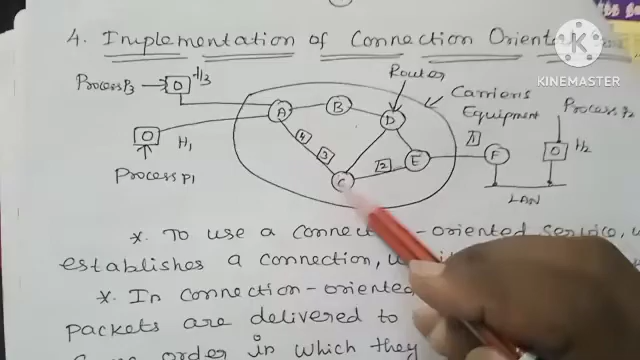 4. Implementation of Connection Orient
KINEMASTER
Process P3
H3
Router
Carriers
Equipment
Process P2
A
B
D
1
4
3
H1
2
E
F
H2
C
Process P1
LAN
* To use a connect -oriented service,
establishes a connection,
* In connection-oriented
packets are delivered to
order in which they